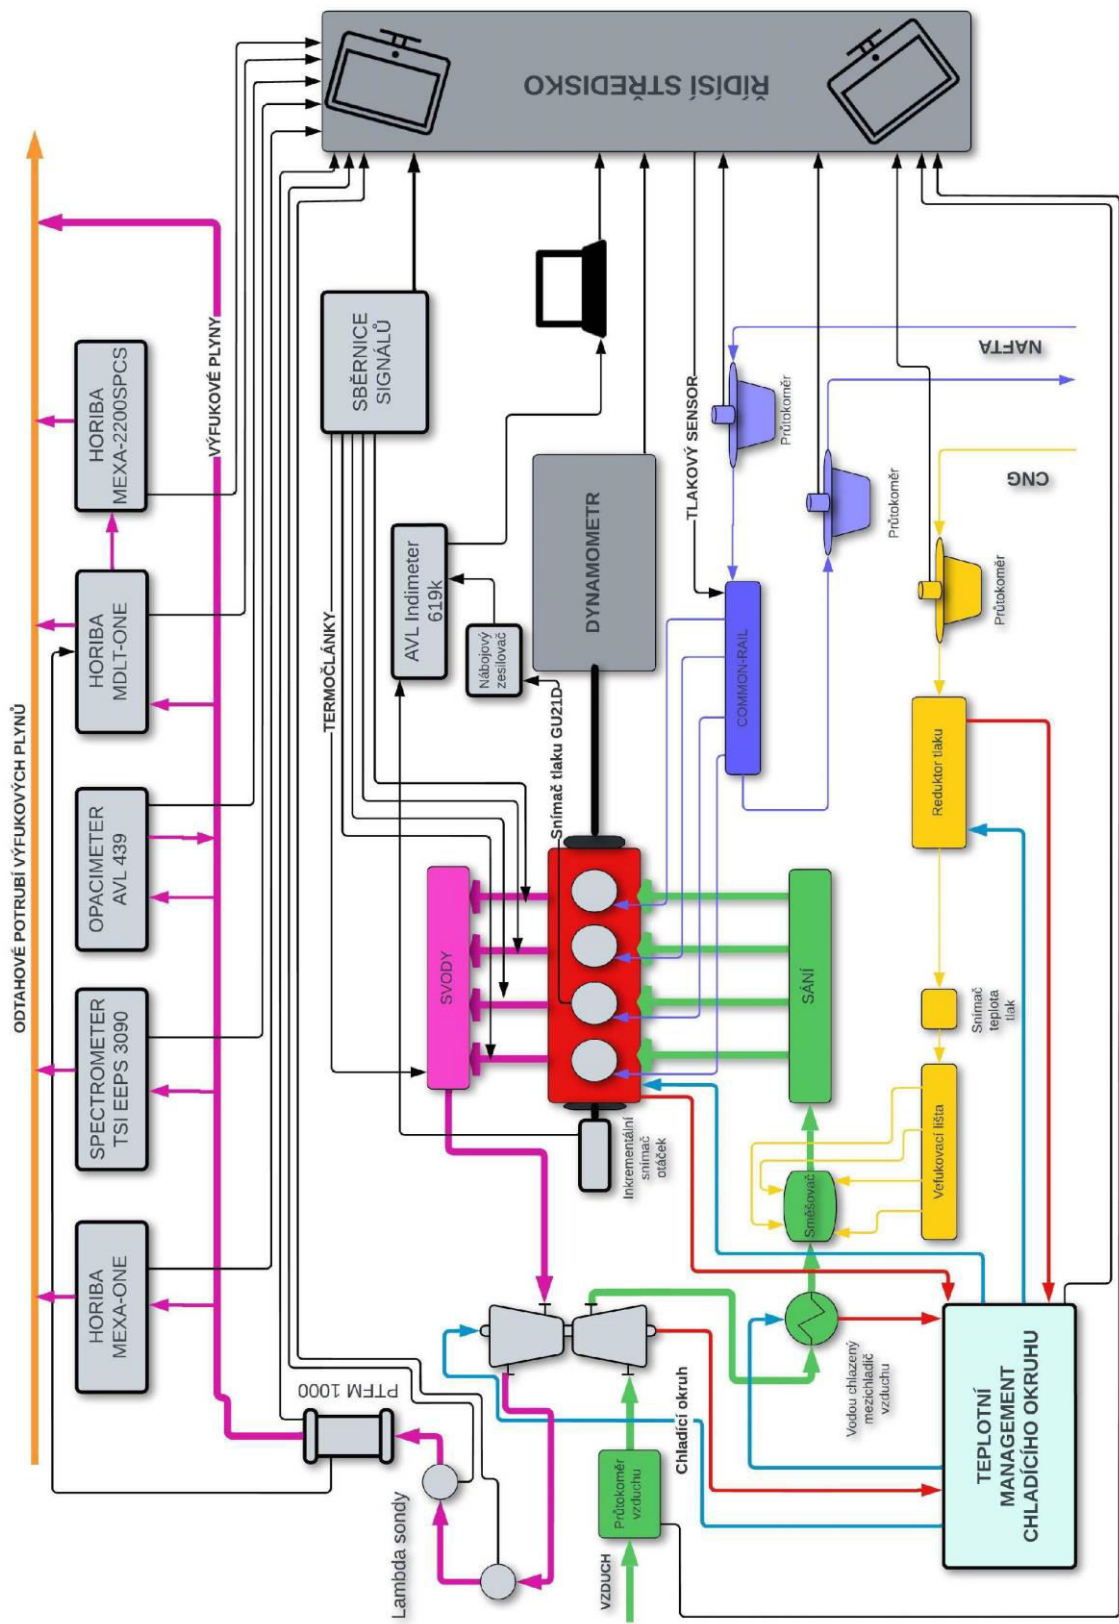 ODTAHOVÉ POTRUBÍ VÝFUKOVÝCH PLYNŮ
HORIBA
MEXA-ONE
SPECTROMETER
TSI EEPS 3090
OPACIMETER
AVL 439
HORIBA
MDLT-ONE
HORIBA
MEXA-2200SPCS
VÝFUKOVÉ PLYNY
PTFM 1000
Lambda sondy
SBĚRNICE
SIGNÁLŮ
ŘÍDÍSÍ STŘEDISKO
TERMOČLÁNKY
AVL Indimeter
619k
Nábojový
zesilovač
Snímač tlaku GU21D
SVODY
DYNAMOMETR
Inkrementální
snímač
otáček
TLAKOVÝ SENSOR
COMMON-RAIL
Průtokoměr
Průtokoměr
NAFTA
CNG
Průtokoměr
Reduktor tlaku
Snímač
teplota
tlak
Vefukovací lišta
SÁNÍ
Směšovač
Vodou chlazený
mezichladič
vzduchu
Chladící okruh
Průtokoměr
vzduchu
VZDUCH
TEPLOTNÍ
MANAGEMENT
CHLADÍCÍHO OKRUHU